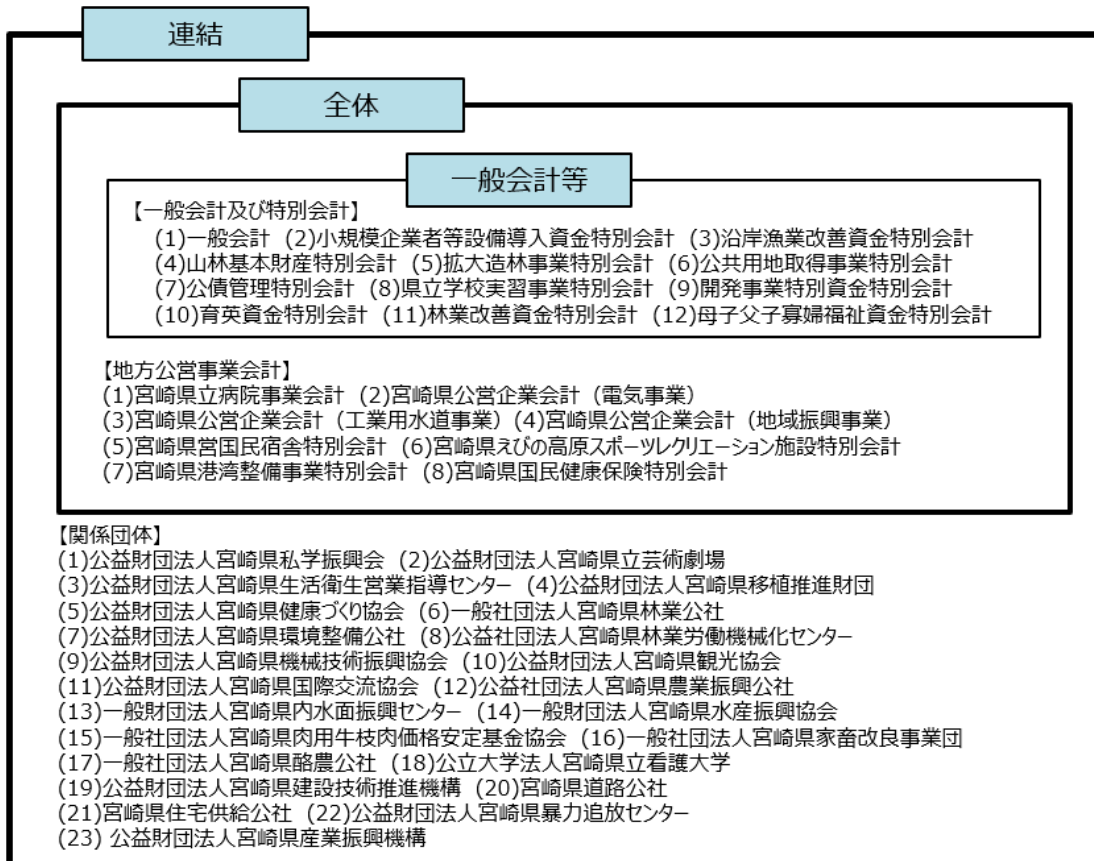 連結
全体
一般会計等
【一般会計及び特別会計】
(1)一般会計 (2)小規模企業者等設備導入資金特別会計 (3)沿岸漁業改善資金特別会計
(4)山林基本財産特別会計 (5)拡大造林事業特別会計 (6)公共用地取得事業特別会計
(7)公債管理特別会計 (8)県立学校実習事業特別会計 (9)開発事業特別資金特別会計
(10)育英資金特別会計 (11)林業改善資金特別会計 (12)母子父子寡婦福祉資金特別会計
【地方公営事業会計】
(1)宮崎県立病院事業会計 (2)宮崎県公営企業会計（電気事業）
(3)宮崎県公営企業会計（工業用水道事業）(4)宮崎県公営企業会計（地域振興事業）
(5)宮崎県営国民宿舎特別会計 (6)宮崎県えびの高原スポーツレクリエーション施設特別会計
(7)宮崎県港湾整備事業特別会計 (8)宮崎県国民健康保険特別会計
【関係団体】
(1)公益財団法人宮崎県私学振興会 (2)公益財団法人宮崎県立芸術劇場
(3)公益財団法人宮崎県生活衛生営業指導センター (4)公益財団法人宮崎県移植推進財団
(5)公益財団法人宮崎県健康づくり協会 (6)一般社団法人宮崎県林業公社
(7)公益財団法人宮崎県環境整備公社 (8)公益社団法人宮崎県林業労働機械化センター
(9)公益財団法人宮崎県機械技術振興協会 (10)公益財団法人宮崎県観光協会
(11)公益財団法人宮崎県国際交流協会 (12)公益社団法人宮崎県農業振興公社
(13)一般財団法人宮崎県内水面振興センター (14)一般財団法人宮崎県水産振興協会
(15)一般社団法人宮崎県肉用牛枝肉価格安定基金協会 (16)一般社団法人宮崎県家畜改良事業団
(17)一般社団法人宮崎県酪農公社 (18)公立大学法人宮崎県立看護大学
(19)公益財団法人宮崎県建設技術推進機構 (20)宮崎県道路公社
(21)宮崎県住宅供給公社 (22)公益財団法人宮崎県暴力追放センター
(23) 公益財団法人宮崎県産業振興機構